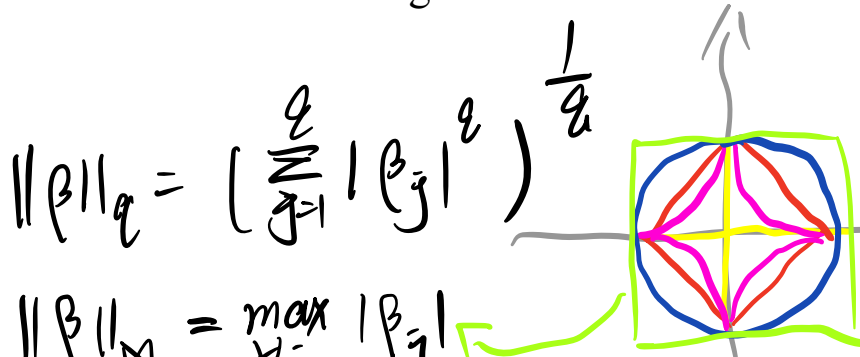 ||β||_q = ( Σ_{j=1}^{q} |β_j|^q )^{1/q}
||β||_∞ = max |β_j|